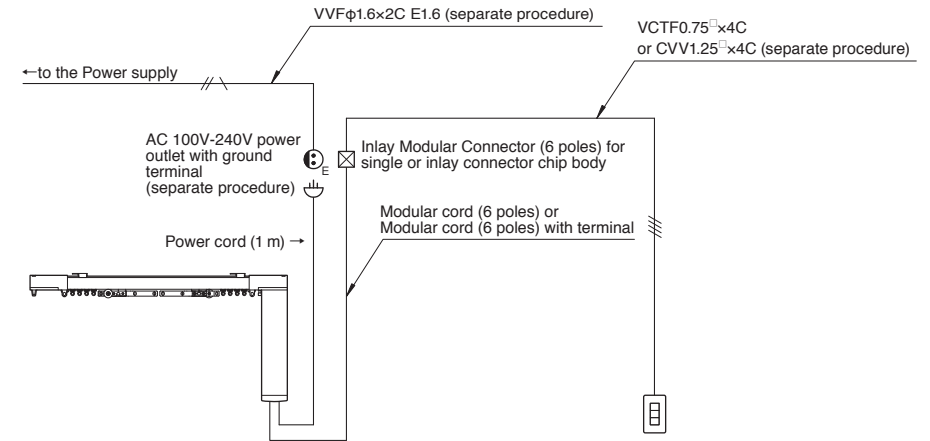 VVFφ1.6×2C E1.6 (separate procedure)
VCTF0.75□×4C
or CVV1.25□×4C (separate procedure)
←to the Power supply
AC 100V-240V power
outlet with ground
terminal
(separate procedure)
E
Inlay Modular Connector (6 poles) for
single or inlay connector chip body
Modular cord (6 poles) or
Modular cord (6 poles) with terminal
Power cord (1 m) →